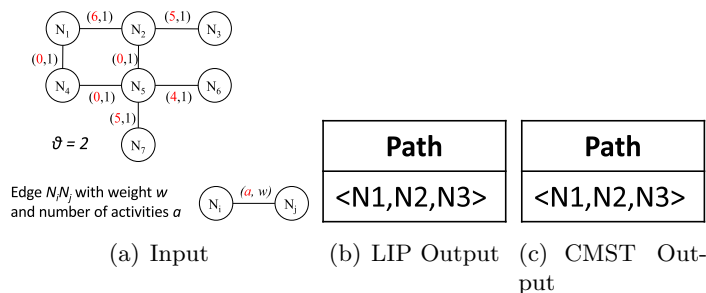 (6,1) (5,1)
N1 N2 N3
(0,1) (0,1)
N4 N5 N6
(0,1) (4,1)
(5,1)
ϑ = 2
N7
Edge NiNj with weight w
and number of activities a
(a, w)
Ni Nj
(a) Input
Path
<N1,N2,N3>
(b) LIP Output
Path
<N1,N2,N3>
(c) CMST Out-
put